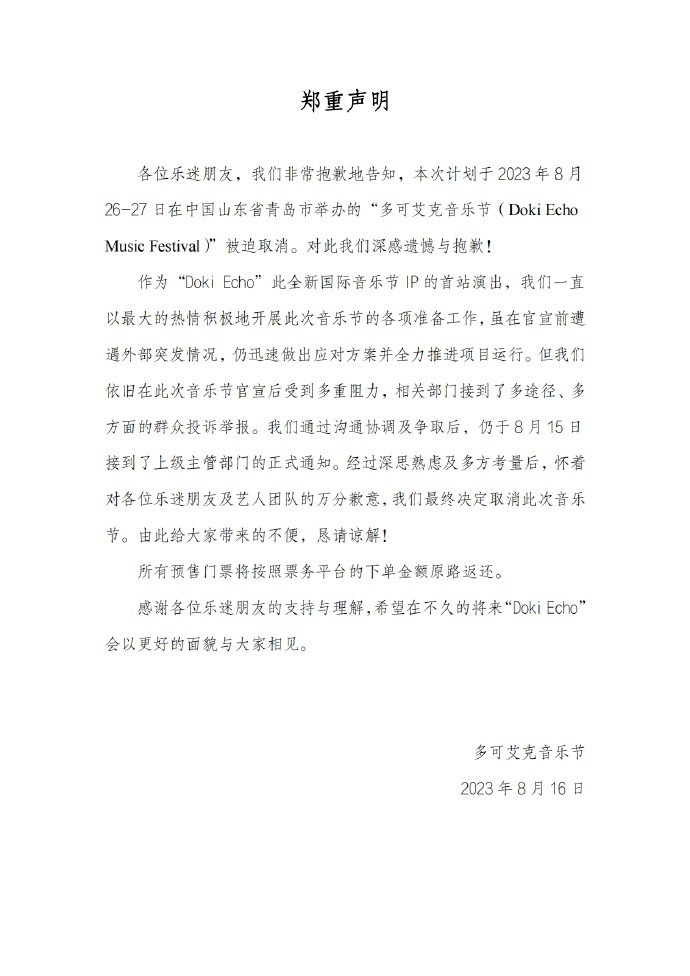 郑重声明
各位乐迷朋友，我们非常抱歉地告知，本次计划于 2023 年 8 月
26-27 日在中国山东省青岛市举办的“多可艾克音乐节（Doki Echo
Music Festival）”被迫取消。对此我们深感遗憾与抱歉！
作为“Doki Echo”此全新国际音乐节 IP 的首站演出，我们一直
以最大的热情积极地开展此次音乐节的各项准备工作，虽在官宣前遭
遇外部突发情况，仍迅速做出应对方案并全力推进项目运行。但我们
依旧在此次音乐节官宣后受到多重阻力，相关部门接到了多途径、多
方面的群众投诉举报。我们通过沟通协调及争取后，仍于 8 月 15 日
接到了上级主管部门的正式通知。经过深思熟虑及多方考量后，怀着
对各位乐迷朋友及艺人团队的万分歉意，我们最终决定取消此次音乐
节。由此给大家带来的不便，恳请谅解！
所有预售门票将按照票务平台的下单金额原路返还。
感谢各位乐迷朋友的支持与理解，希望在不久的将来“Doki Echo”
会以更好的面貌与大家相见。
多可艾克音乐节
2023 年 8 月 16 日